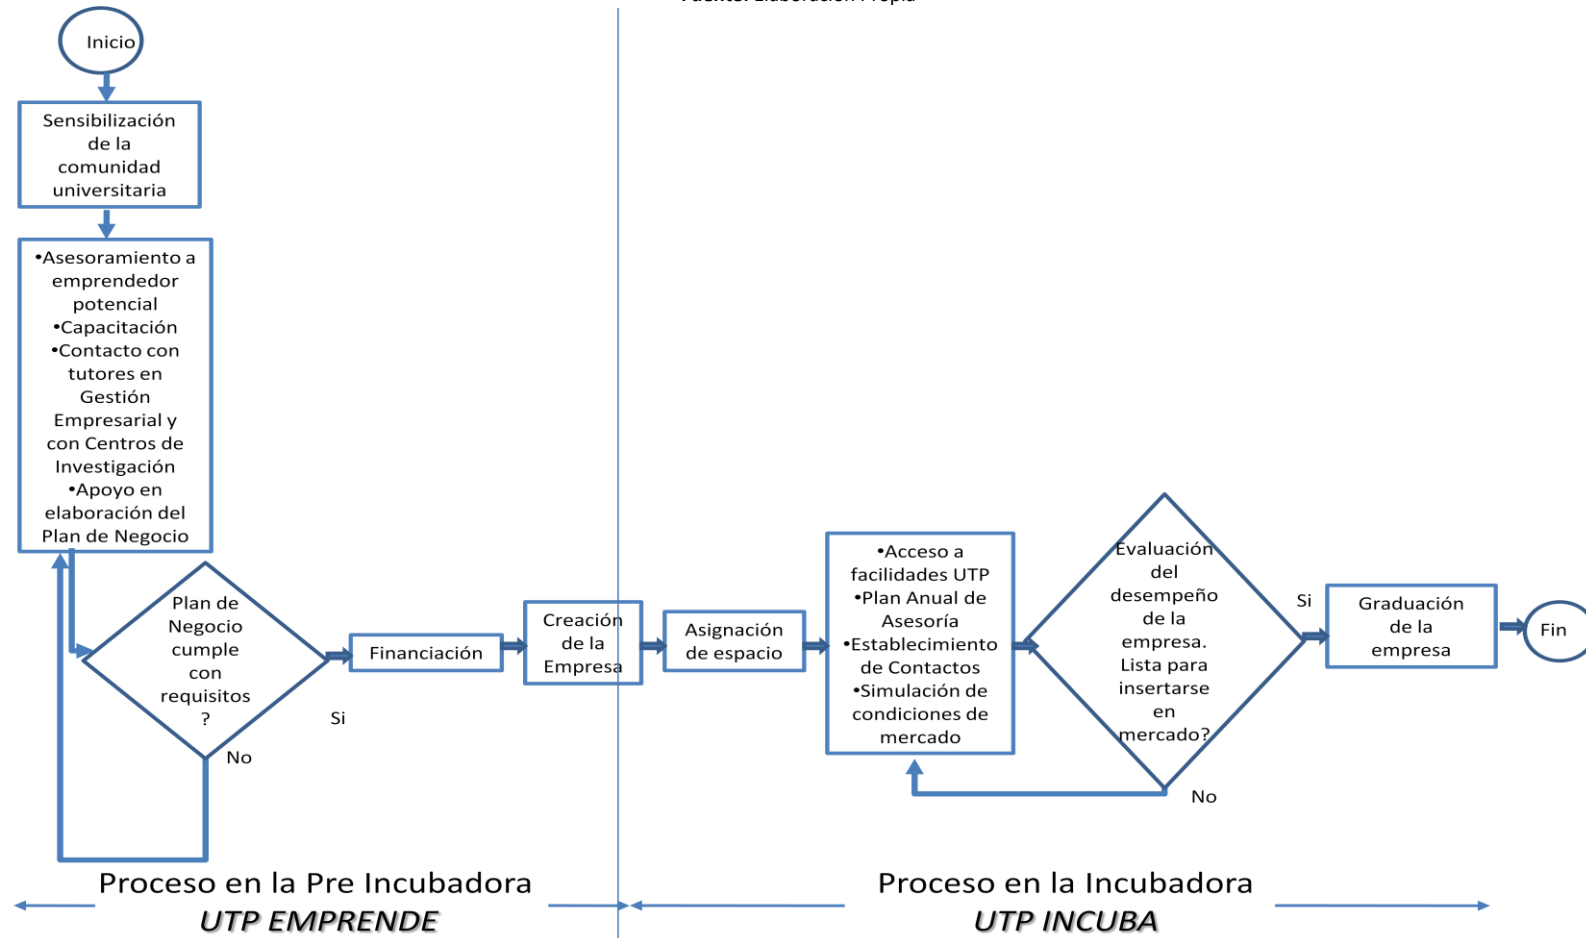 Fuente: Elaboración Propia
Inicio
Sensibilización
de la
comunidad
universitaria
•Asesoramiento a
emprendedor
potencial
•Capacitación
•Contacto con
tutores en
Gestión
Empresarial y
con Centros de
Investigación
•Apoyo en
elaboración del
Plan de Negocio
Plan de
Negocio
cumple
con
requisitos
?
Si
No
Financiación
Creación
de la
Empresa
Asignación
de espacio
•Acceso a
facilidades UTP
•Plan Anual de
Asesoría
•Establecimiento
de Contactos
•Simulación de
condiciones de
mercado
Evaluación
del
desempeño
de la
empresa.
Lista para
insertarse
en
mercado?
Si
No
Graduación
de la
empresa
Fin
Proceso en la Pre Incubadora
UTP EMPRENDE
Proceso en la Incubadora
UTP INCUBA